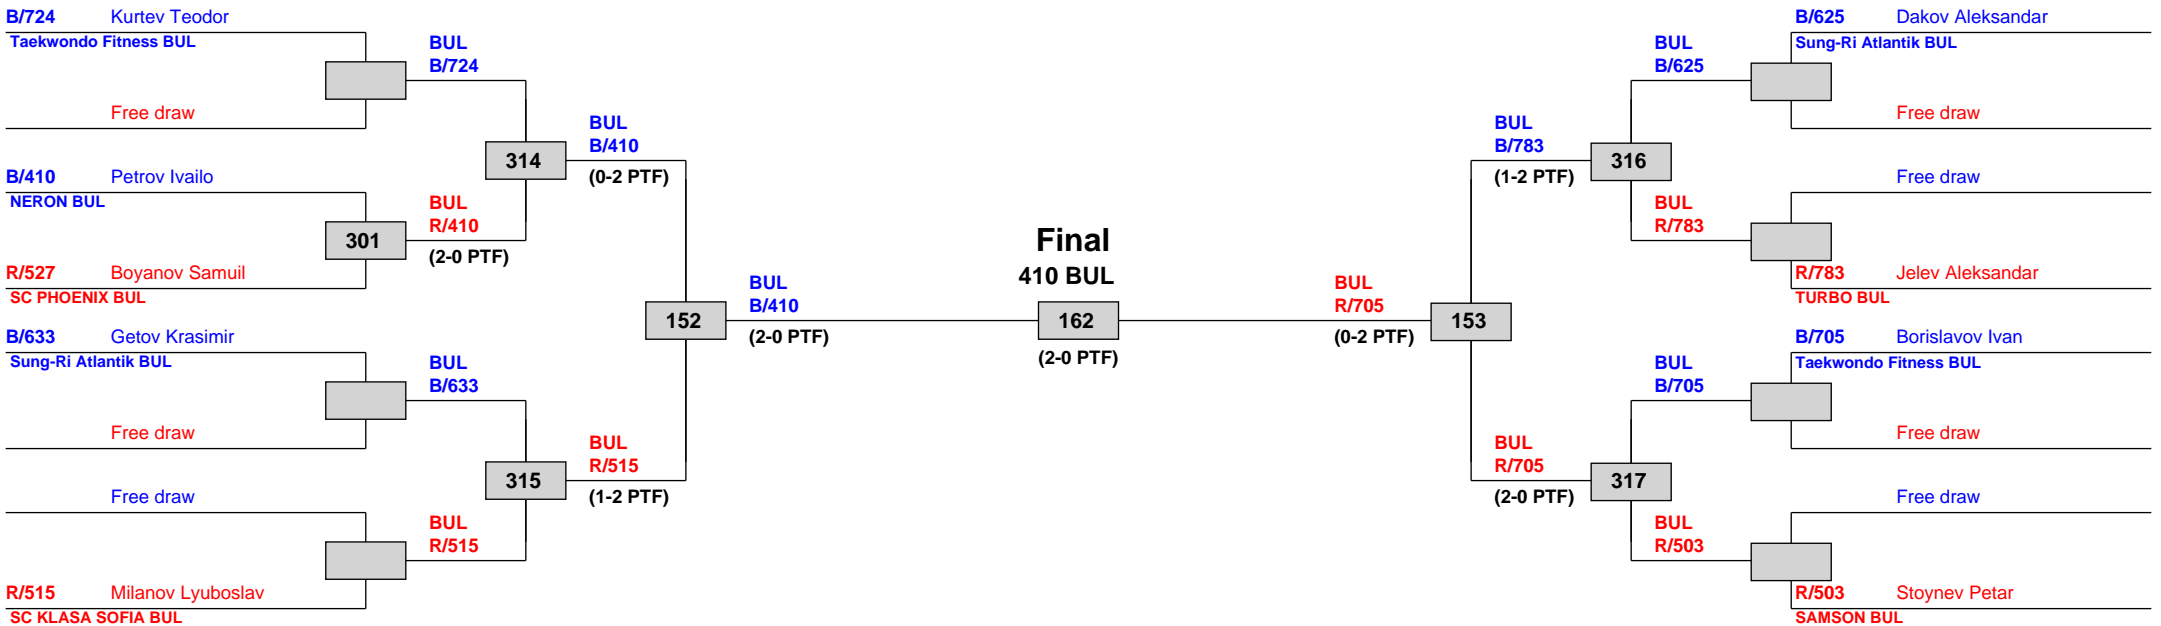 B/724 Kurtev Teodor
Taekwondo Fitness BUL
Free draw
B/410 Petrov Ivailo
NERON BUL
R/527 Boyanov Samuil
SC PHOENIX BUL
B/633 Getov Krasimir
Sung-Ri Atlantik BUL
Free draw
Free draw
R/515 Milanov Lyuboslav
SC KLASA SOFIA BUL
BUL
B/724
301
BUL
R/410
(2-0 PTF)
BUL
B/633
BUL
R/515
314
BUL
B/410
(0-2 PTF)
315
BUL
R/515
(1-2 PTF)
152
BUL
B/410
(2-0 PTF)
Final
410 BUL
162
(2-0 PTF)
BUL
R/705
(0-2 PTF)
153
BUL
B/783
(1-2 PTF)
316
BUL
R/705
(2-0 PTF)
317
BUL
B/625
BUL
R/783
BUL
B/705
BUL
R/503
B/625 Dakov Aleksandar
Sung-Ri Atlantik BUL
Free draw
Free draw
R/783 Jelev Aleksandar
TURBO BUL
B/705 Borislavov Ivan
Taekwondo Fitness BUL
Free draw
Free draw
R/503 Stoynev Petar
SAMSON BUL